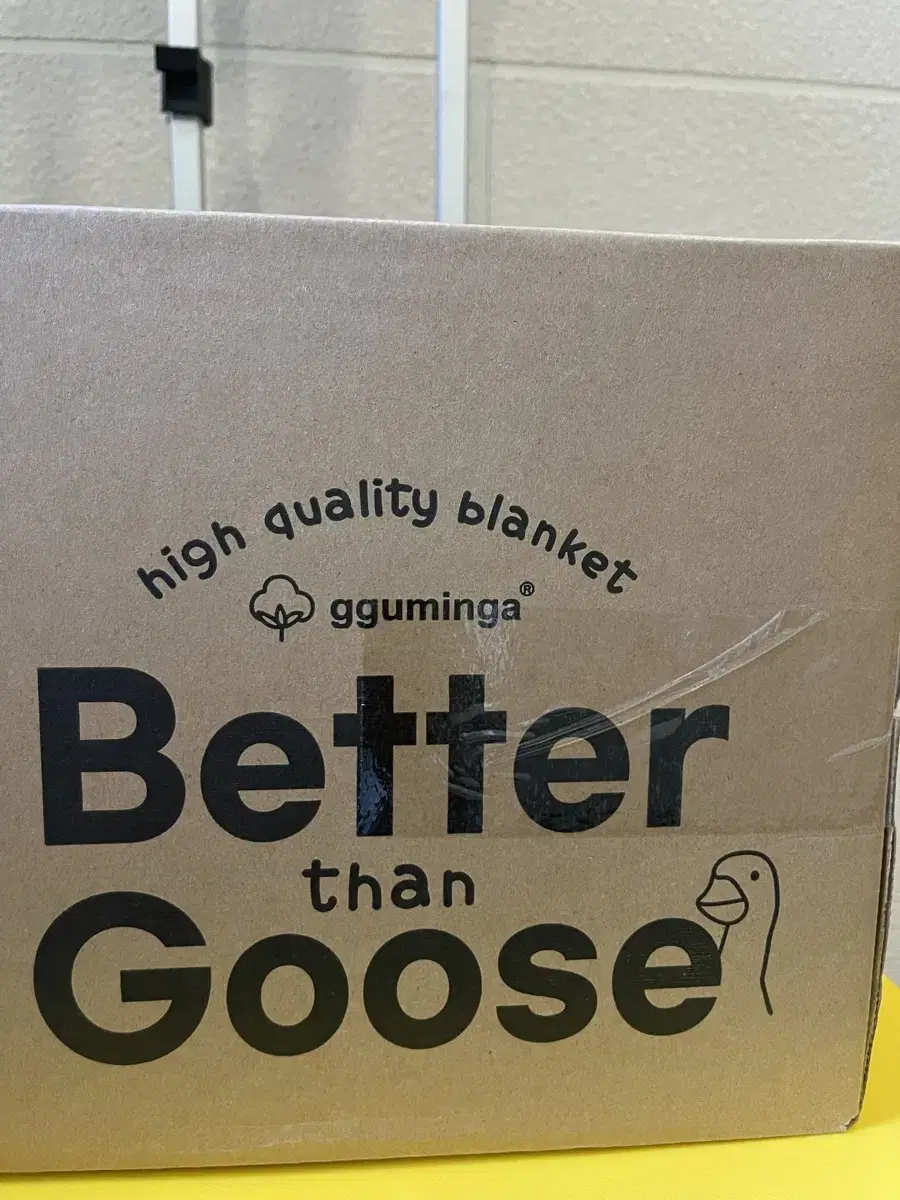 high quality blanket
gguminga®
Better
than
Goose